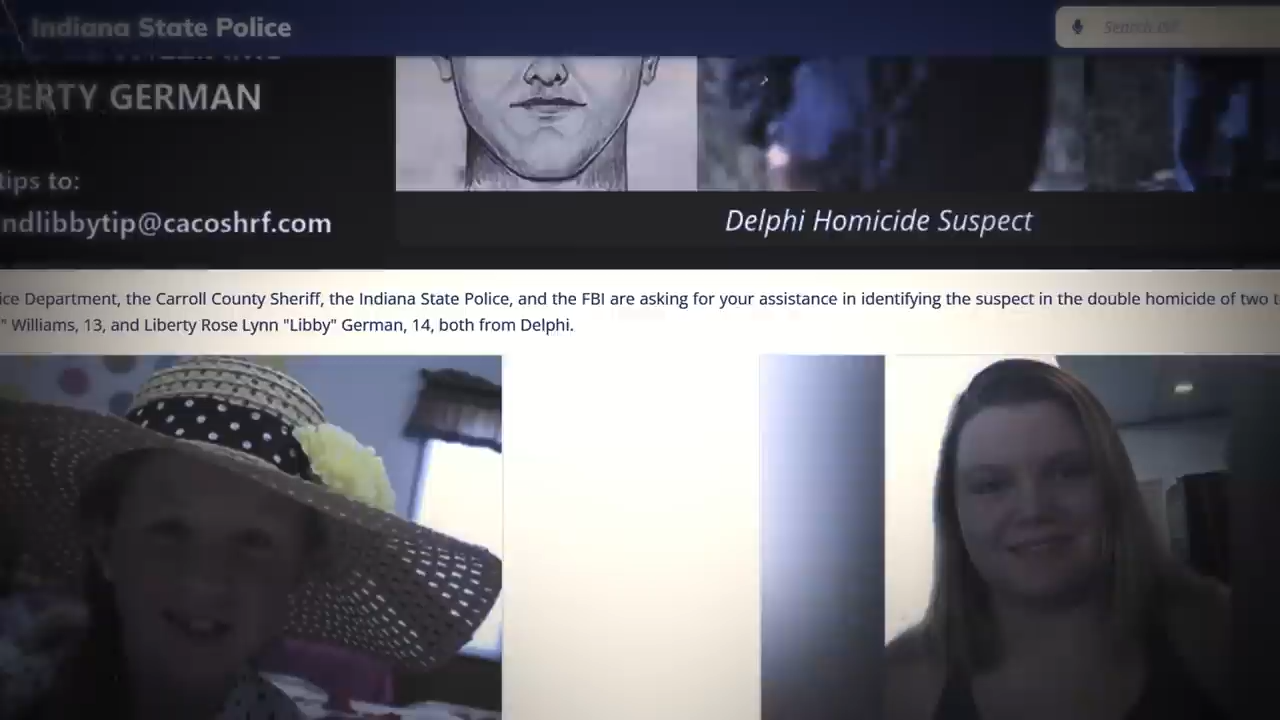 Indiana State Police
Search ISP
BERTY GERMAN
tips to:
ndlibbytip@cacoshrf.com
Delphi Homicide Suspect
ice Department, the Carroll County Sheriff, the Indiana State Police, and the FBI are asking for your assistance in identifying the suspect in the double homicide of two t
" Williams, 13, and Liberty Rose Lynn "Libby" German, 14, both from Delphi.